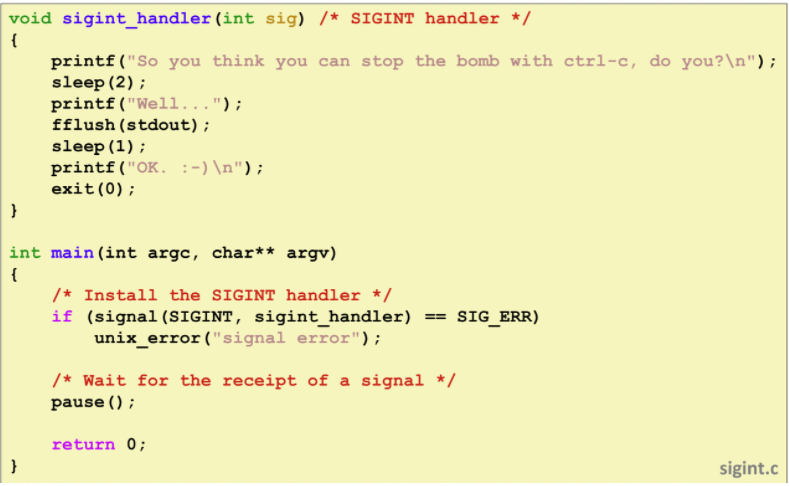 void sigint_handler(int sig) /* SIGINT handler */
{
    printf("So you think you can stop the bomb with ctrl-c, do you?\n");
    sleep(2);
    printf("Well...");
    fflush(stdout);
    sleep(1);
    printf("OK. :-)\n");
    exit(0);
}

int main(int argc, char** argv)
{
    /* Install the SIGINT handler */
    if (signal(SIGINT, sigint_handler) == SIG_ERR)
        unix_error("signal error");

    /* Wait for the receipt of a signal */
    pause();

    return 0;
}
sigint.c